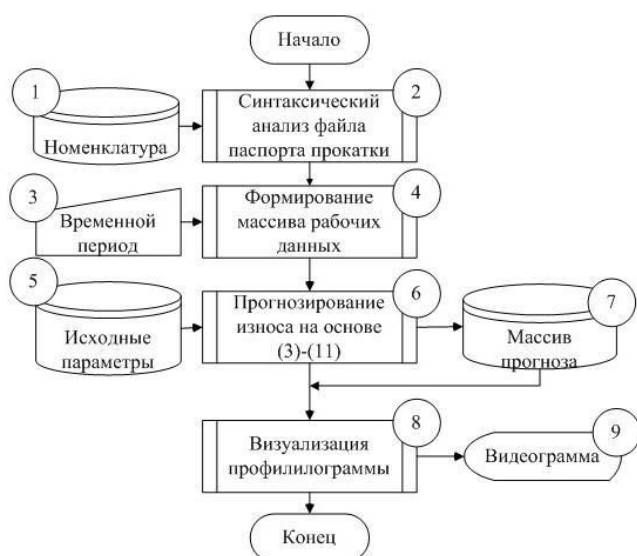 Начало
1
Номенклатура
2
Синтаксический
анализ файла
паспорта прокатки
3
Временной
период
4
Формирование
массива рабочих
данных
5
Исходные
параметры
6
Прогнозирование
износа на основе
(3)-(11)
7
Массив
прогноза
8
Визуализация
профилилограммы
9
Видеограмма
Конец